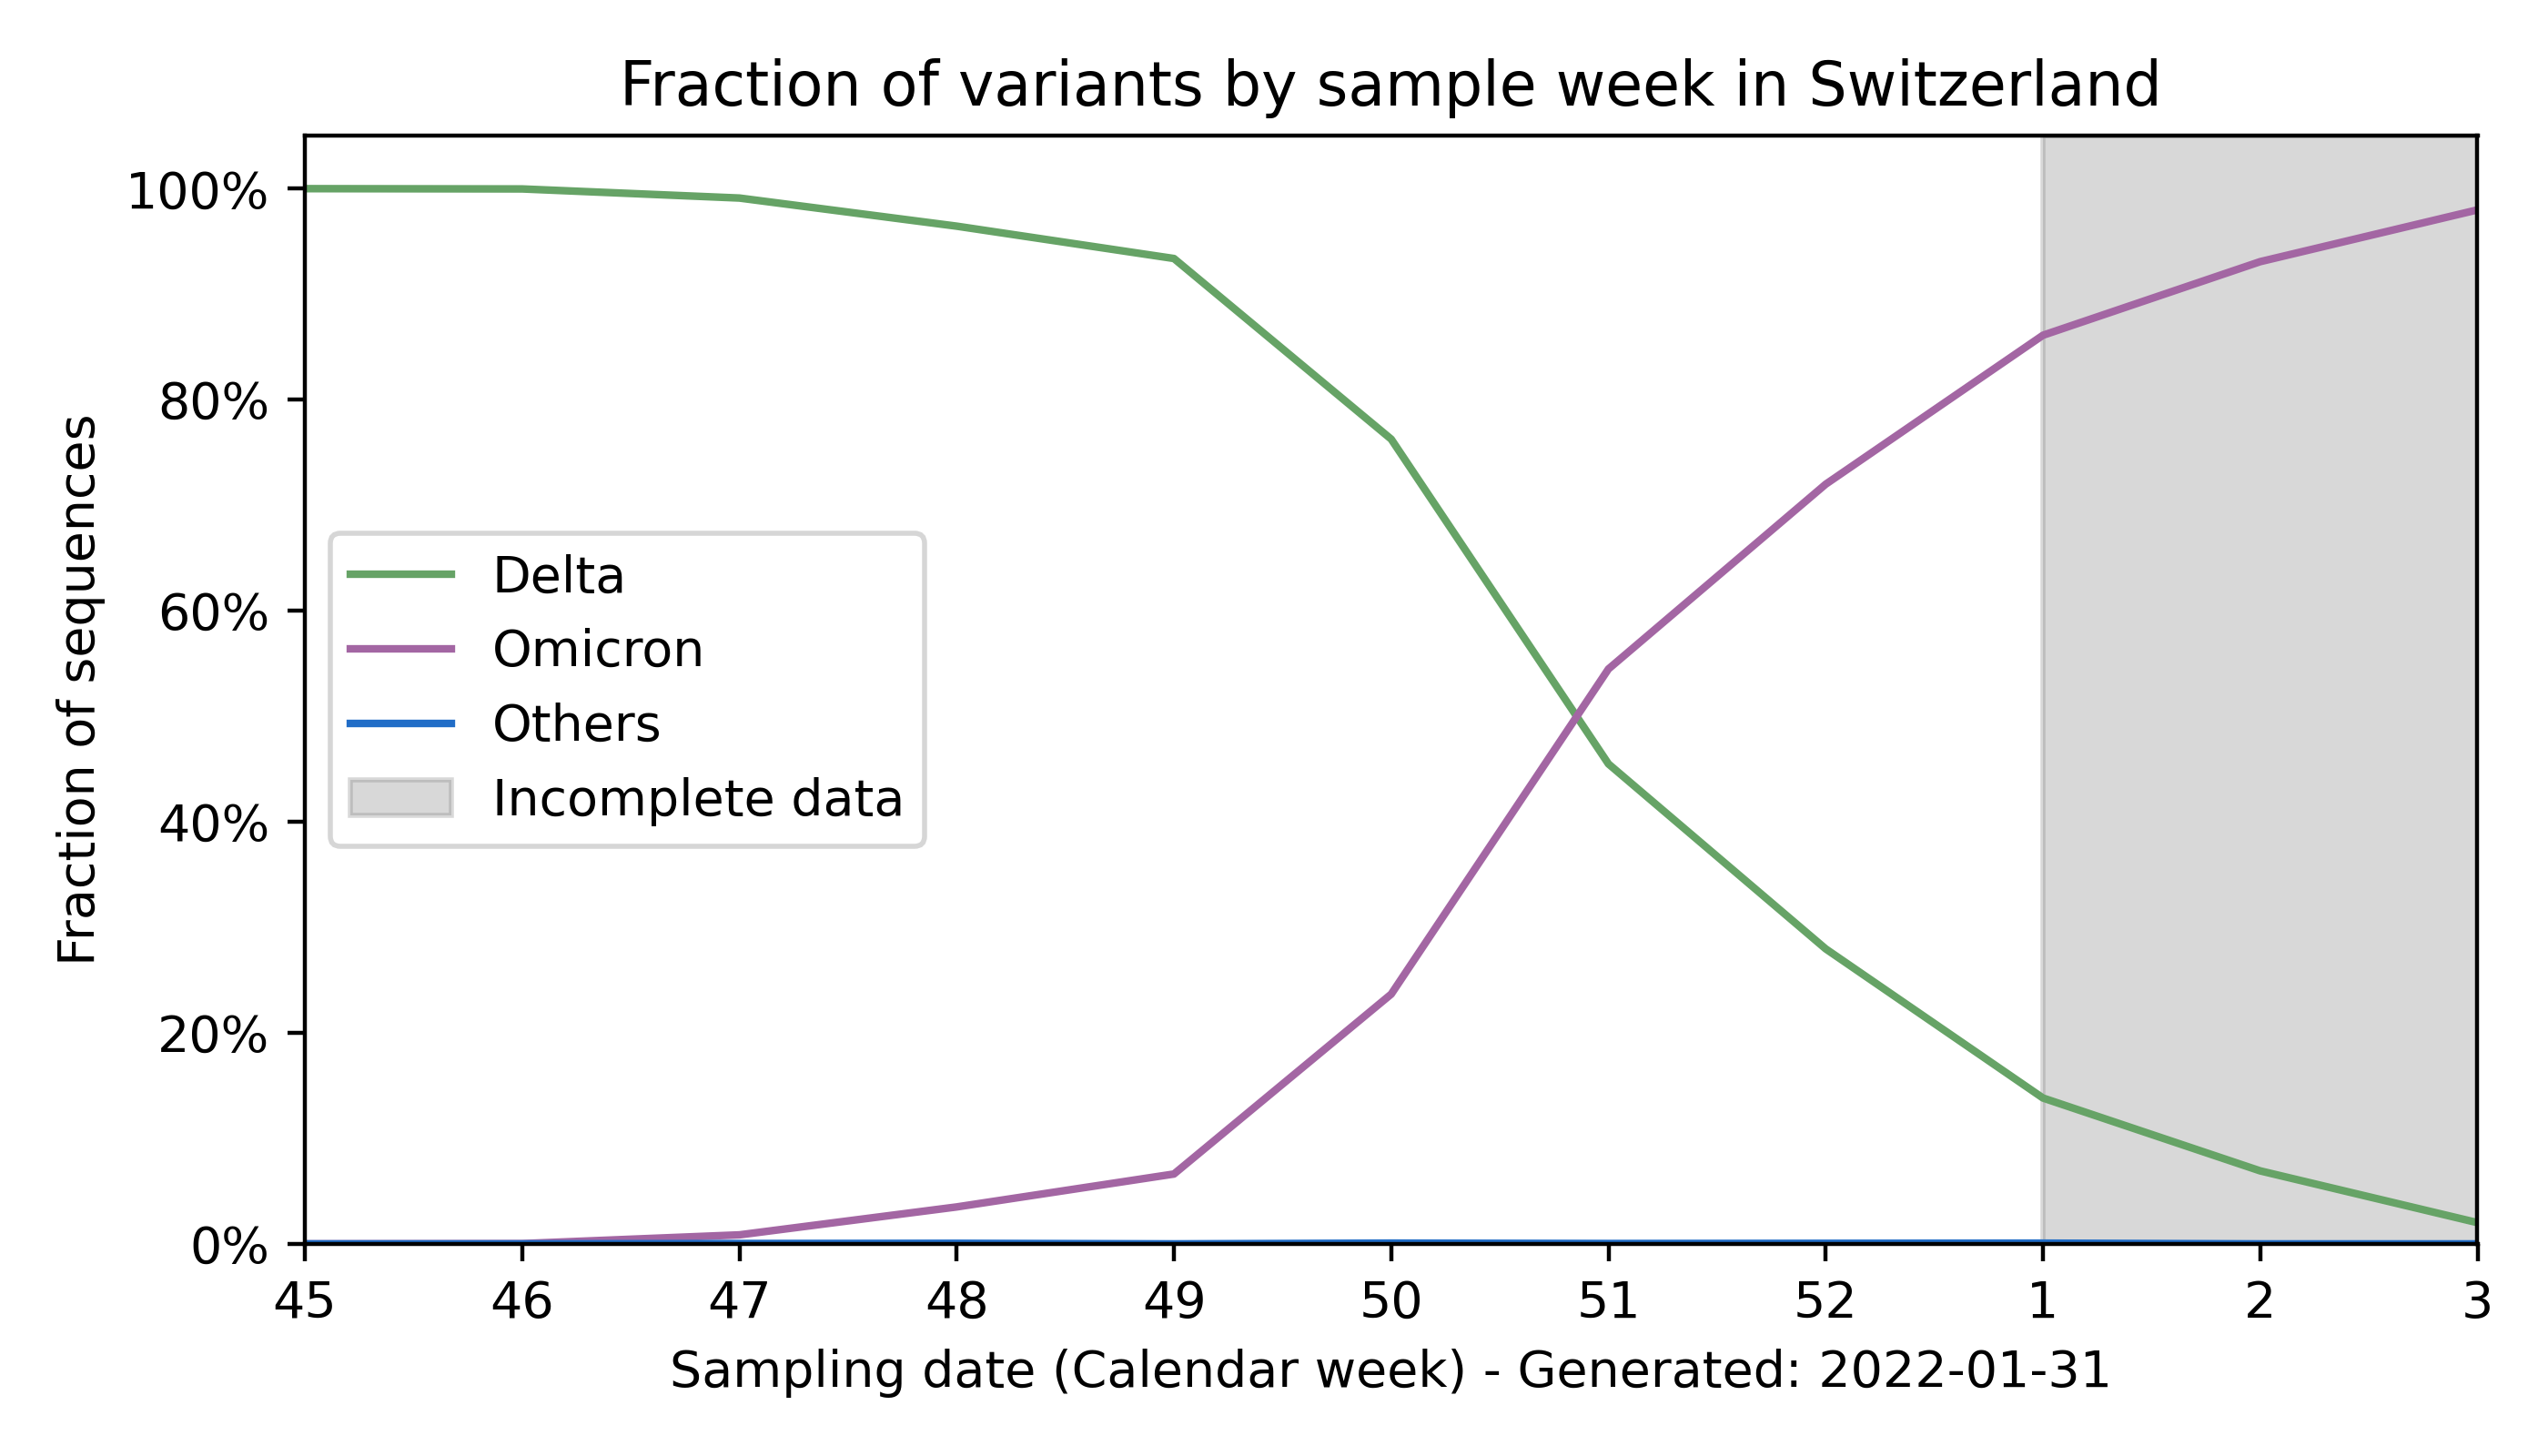 Fraction of variants by sample week in Switzerland
Fraction of sequences
100%
80%
60%
40%
20%
0%
Delta
Omicron
Others
Incomplete data
45 46 47 48 49 50 51 52 1 2 3
Sampling date (Calendar week) - Generated: 2022-01-31